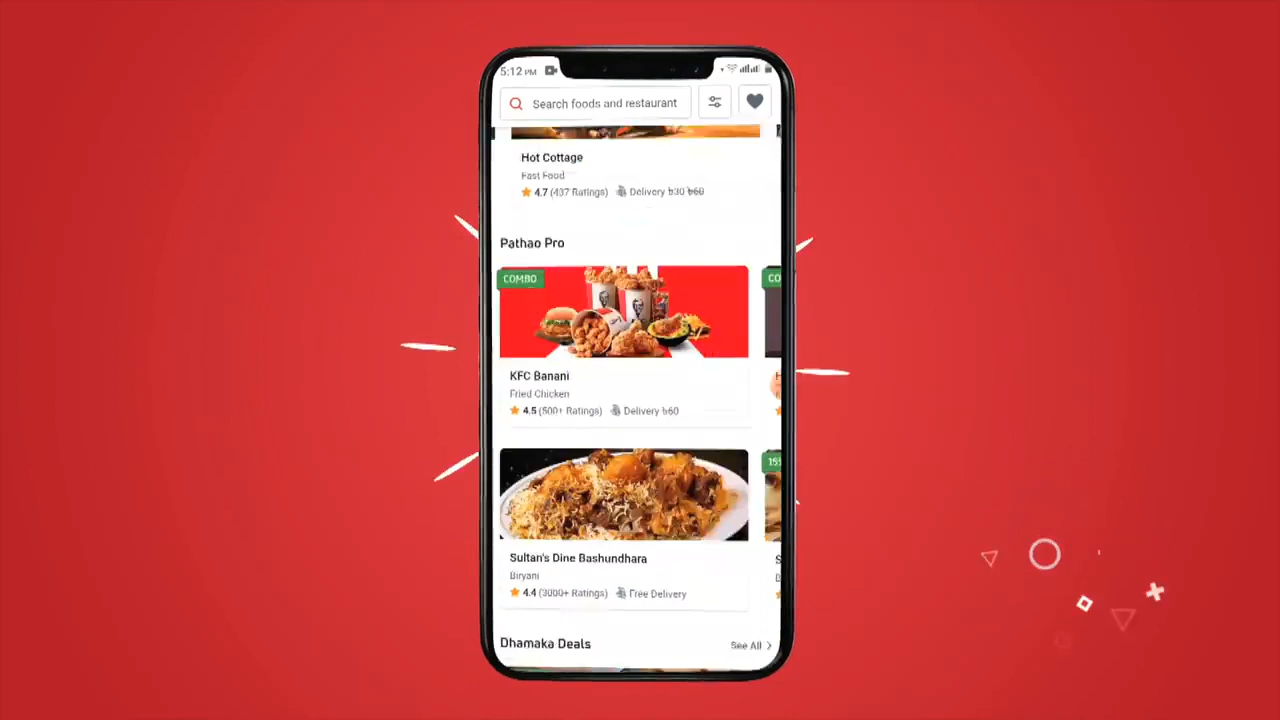 5:12 PM
Search foods and restaurant
Hot Cottage
Fast Food
4.7 (437 Ratings) Delivery ৳30 ৳60
Pathao Pro
COMBO
CO
KFC Banani
Fried Chicken
4.5 (500+ Ratings) Delivery ৳60
15
Sultan's Dine Bashundhara
Biryani
4.4 (3000+ Ratings) Free Delivery
Dhamaka Deals
See All